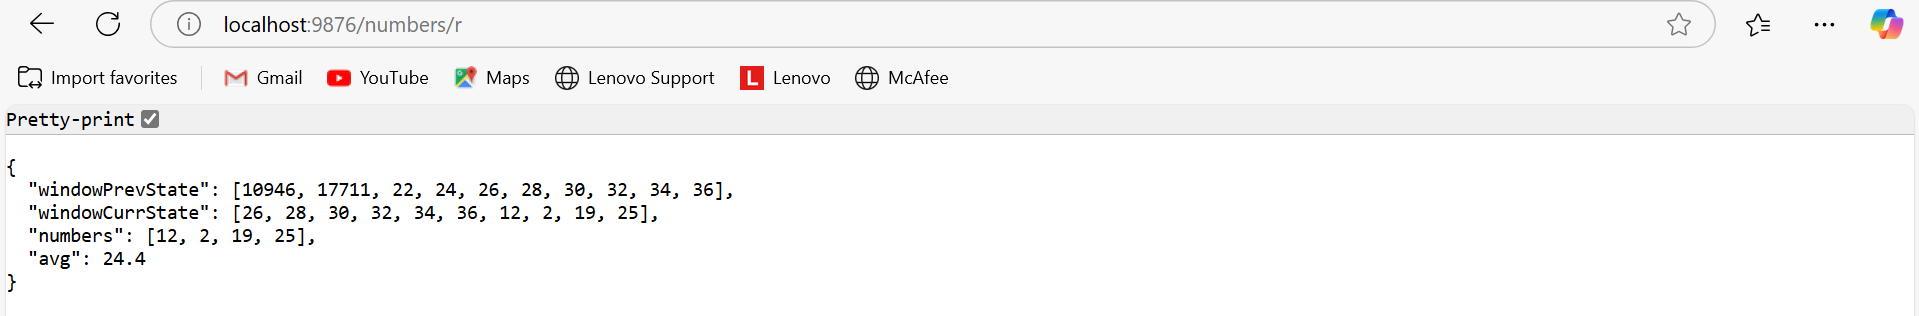 localhost:9876/numbers/r
Import favorites Gmail YouTube Maps Lenovo Support L Lenovo McAfee
Pretty-print
{
  "windowPrevState": [10946, 17711, 22, 24, 26, 28, 30, 32, 34, 36],
  "windowCurrState": [26, 28, 30, 32, 34, 36, 12, 2, 19, 25],
  "numbers": [12, 2, 19, 25],
  "avg": 24.4
}